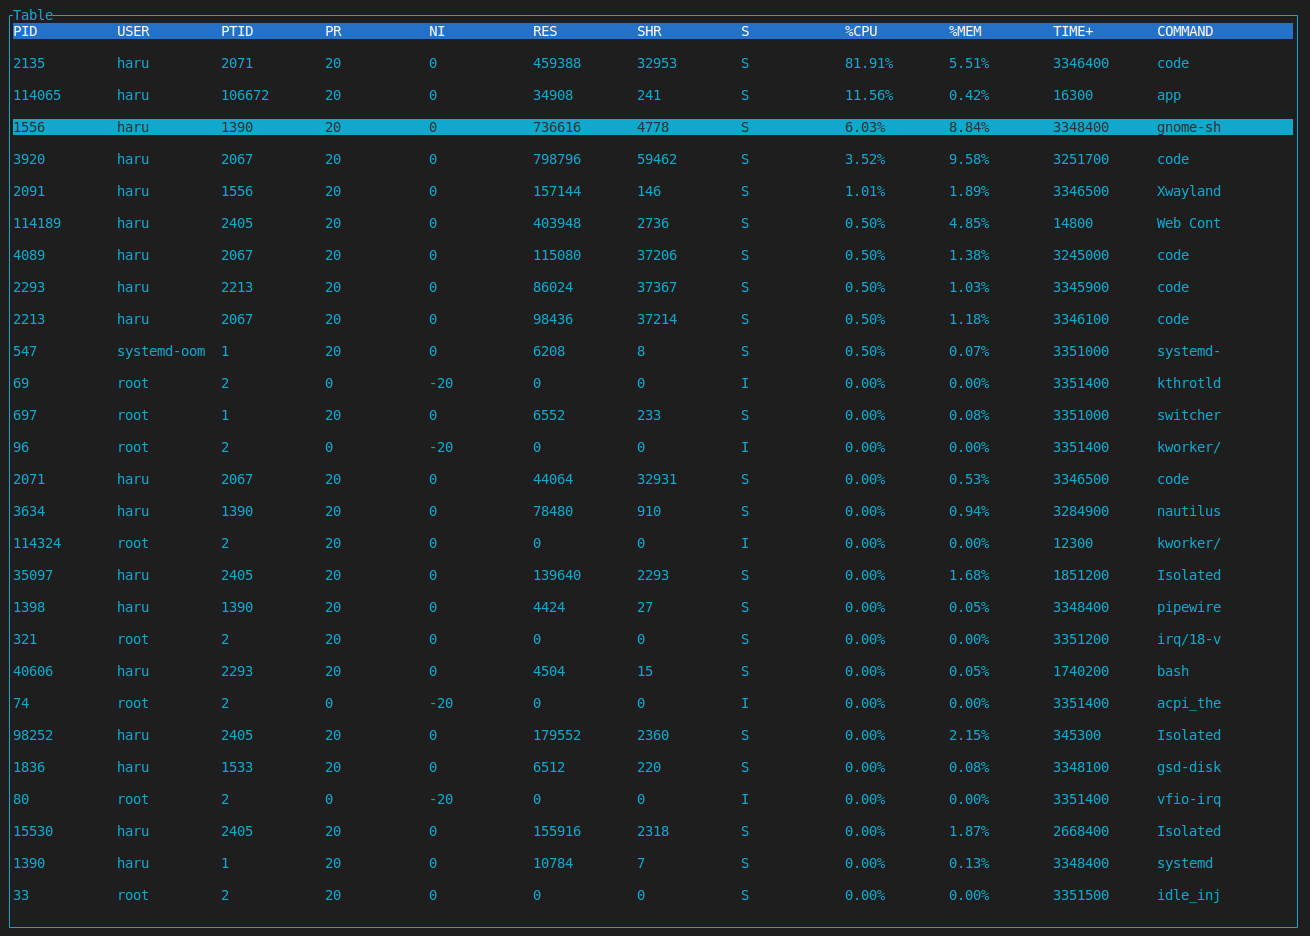 Table
PID USER PTID PR NI RES SHR S %CPU %MEM TIME+ COMMAND
2135 haru 2071 20 0 459388 32953 S 81.91% 5.51% 3346400 code
114065 haru 106672 20 0 34908 241 S 11.56% 0.42% 16300 app
1556 haru 1390 20 0 736616 4778 S 6.03% 8.84% 3348400 gnome-sh
3920 haru 2067 20 0 798796 59462 S 3.52% 9.58% 3251700 code
2091 haru 1556 20 0 157144 146 S 1.01% 1.89% 3346500 Xwayland
114189 haru 2405 20 0 403948 2736 S 0.50% 4.85% 14800 Web Cont
4089 haru 2067 20 0 115080 37206 S 0.50% 1.38% 3245000 code
2293 haru 2213 20 0 86024 37367 S 0.50% 1.03% 3345900 code
2213 haru 2067 20 0 98436 37214 S 0.50% 1.18% 3346100 code
547 systemd-oom 1 20 0 6208 8 S 0.50% 0.07% 3351000 systemd-
69 root 2 0 -20 0 0 I 0.00% 0.00% 3351400 kthrotld
697 root 1 20 0 6552 233 S 0.00% 0.08% 3351000 switcher
96 root 2 0 -20 0 0 I 0.00% 0.00% 3351400 kworker/
2071 haru 2067 20 0 44064 32931 S 0.00% 0.53% 3346500 code
3634 haru 1390 20 0 78480 910 S 0.00% 0.94% 3284900 nautilus
114324 root 2 20 0 0 0 I 0.00% 0.00% 12300 kworker/
35097 haru 2405 20 0 139640 2293 S 0.00% 1.68% 1851200 Isolated
1398 haru 1390 20 0 4424 27 S 0.00% 0.05% 3348400 pipewire
321 root 2 20 0 0 0 S 0.00% 0.00% 3351200 irq/18-v
40606 haru 2293 20 0 4504 15 S 0.00% 0.05% 1740200 bash
74 root 2 0 -20 0 0 I 0.00% 0.00% 3351400 acpi_the
98252 haru 2405 20 0 179552 2360 S 0.00% 2.15% 345300 Isolated
1836 haru 1533 20 0 6512 220 S 0.00% 0.08% 3348100 gsd-disk
80 root 2 0 -20 0 0 I 0.00% 0.00% 3351400 vfio-irq
15530 haru 2405 20 0 155916 2318 S 0.00% 1.87% 2668400 Isolated
1390 haru 1 20 0 10784 7 S 0.00% 0.13% 3348400 systemd
33 root 2 20 0 0 0 S 0.00% 0.00% 3351500 idle_inj